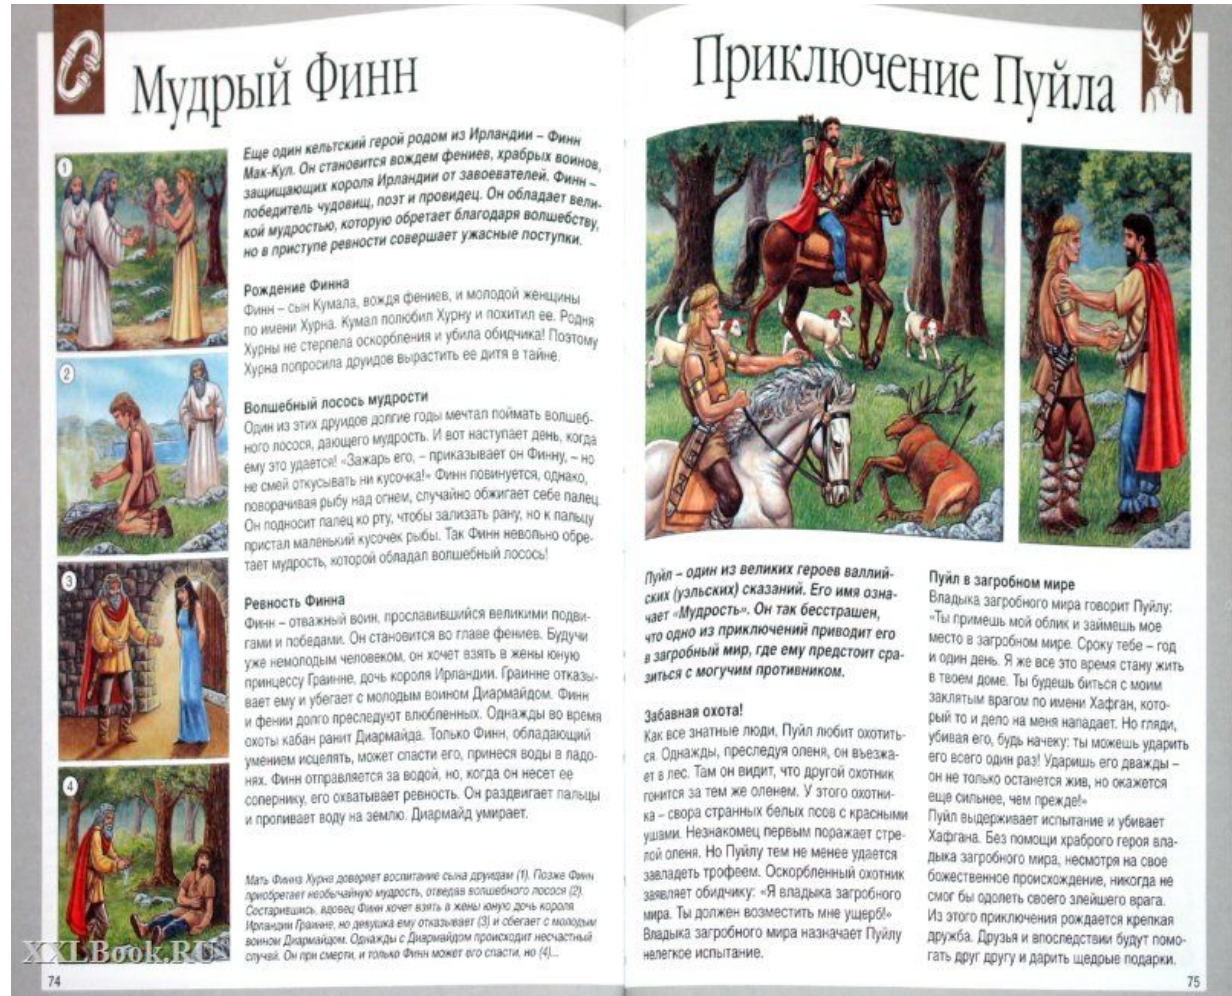 Мудрый Финн
1
2
3
4
Еще один кельтский герой родом из Ирландии – Финн
Мак-Кул. Он становится вождем фениев, храбрых воинов,
защищающих короля Ирландии от завоевателей. Финн –
победитель чудовищ, поэт и провидец. Он обладает вели-
кой мудростью, которую обретает благодаря волшебству,
но в приступе ревности совершает ужасные поступки.
Рождение Финна
Финн – сын Кумала, вождя фениев, и молодой женщины
по имени Хурна. Кумал полюбил Хурну и похитил ее. Родня
Хурны не стерпела оскорбления и убила обидчика! Поэтому
Хурна попросила друидов вырастить ее дитя в тайне.
Волшебный лосось мудрости
Один из этих друидов долгие годы мечтал поймать волшеб-
ного лосося, дающего мудрость. И вот наступает день, когда
ему это удается! «Зажарь его, – приказывает он Финну, – но
не смей откусывать ни кусочка!» Финн повинуется, однако,
поворачивая рыбу над огнем, случайно обжигает себе палец.
Он подносит палец ко рту, чтобы зализать рану, но к пальцу
пристал маленький кусочек рыбы. Так Финн невольно обре-
тает мудрость, которой обладал волшебный лосось!
Ревность Финна
Финн – отважный воин, прославившийся великими подви-
гами и победами. Он становится во главе фениев. Будучи
уже немолодым человеком, он хочет взять в жены юную
принцессу Граинне, дочь короля Ирландии. Граинне отказы-
вает ему и убегает с молодым воином Диармайдом. Финн
и фении долго преследуют влюбленных. Однажды во время
охоты кабан ранит Диармайда. Только Финн, обладающий
умением исцелять, может спасти его, принеся воды в ладо-
нях. Финн отправляется за водой, но, когда он несет ее
сопернику, его охватывает ревность. Он раздвигает пальцы
и проливает воду на землю. Диармайд умирает.
Мать Финна Хурна доверяет воспитание сына друидам (1). Позже Финн
приобретает необычайную мудрость, отведав волшебного лосося (2).
Состарившись, вдовец Финн хочет взять в жены юную дочь короля
Ирландии Граинне, но девушка ему отказывает (3) и сбегает с молодым
воином Диармайдом. Однажды с Диармайдом происходит несчастный
случай. Он при смерти, и только Финн может его спасти, но (4)...
XXLBook.RU
74
Приключение Пуйла
Пуйл – один из великих героев валлий-
ских (уэльских) сказаний. Его имя озна-
чает «Мудрость». Он так бесстрашен,
что одно из приключений приводит его
в загробный мир, где ему предстоит сра-
зиться с могучим противником.
Забавная охота!
Как все знатные люди, Пуйл любит охотить-
ся. Однажды, преследуя оленя, он въезжа-
ет в лес. Там он видит, что другой охотник
гонится за тем же оленем. У этого охотни-
ка – свора странных белых псов с красными
ушами. Незнакомец первым поражает стре-
лой оленя. Но Пуйлу тем не менее удается
завладеть трофеем. Оскорбленный охотник
заявляет обидчику: «Я владыка загробного
мира. Ты должен возместить мне ущерб!»
Владыка загробного мира назначает Пуйлу
нелегкое испытание.
Пуйл в загробном мире
Владыка загробного мира говорит Пуйлу:
«Ты примешь мой облик и займешь мое
место в загробном мире. Сроку тебе – год
и один день. Я же все это время стану жить
в твоем доме. Ты будешь биться с моим
заклятым врагом по имени Хафган, кото-
рый то и дело на меня нападает. Но гляди,
убивая его, будь начеку: ты можешь ударить
его всего один раз! Ударишь его дважды –
он не только останется жив, но окажется
еще сильнее, чем прежде!»
Пуйл выдерживает испытание и убивает
Хафгана. Без помощи храброго героя вла-
дыка загробного мира, несмотря на свое
божественное происхождение, никогда не
смог бы одолеть своего злейшего врага.
Из этого приключения рождается крепкая
дружба. Друзья и впоследствии будут помо-
гать друг другу и дарить щедрые подарки.
75